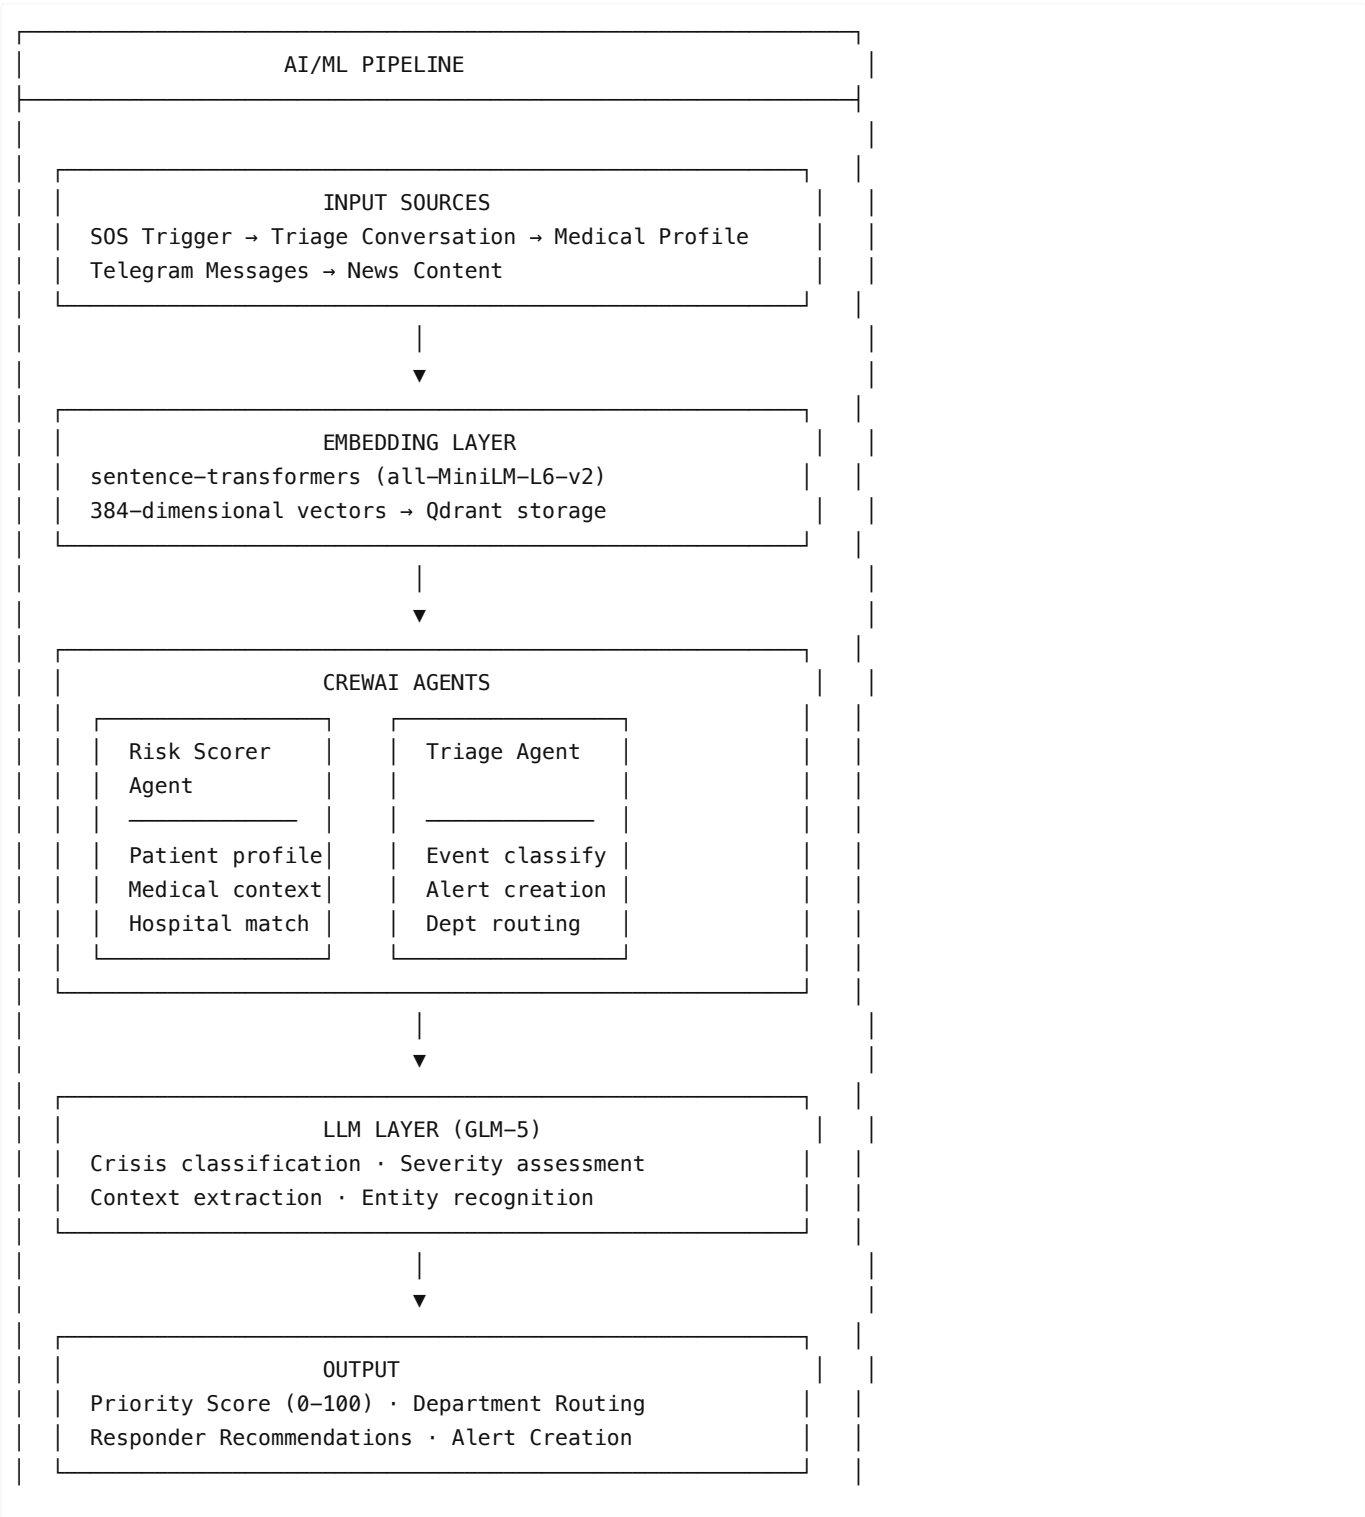 AI/ML PIPELINE
INPUT SOURCES
SOS Trigger → Triage Conversation → Medical Profile
Telegram Messages → News Content
▼
EMBEDDING LAYER
sentence-transformers (all-MiniLM-L6-v2)
384-dimensional vectors → Qdrant storage
▼
CREWAI AGENTS
Risk Scorer
Agent
Patient profile
Medical context
Hospital match
Triage Agent
Event classify
Alert creation
Dept routing
▼
LLM LAYER (GLM-5)
Crisis classification · Severity assessment
Context extraction · Entity recognition
▼
OUTPUT
Priority Score (0-100) · Department Routing
Responder Recommendations · Alert Creation